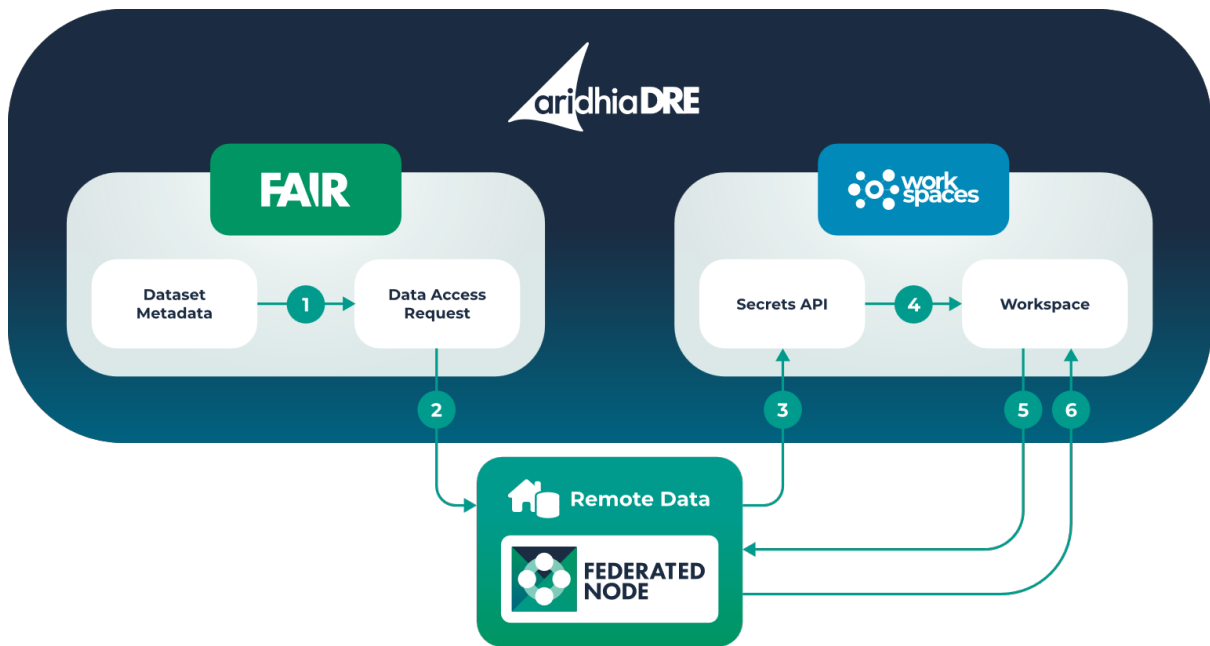 aridhiaDRE
FAIR
work
spaces
Dataset
Metadata
1
Data Access
Request
Secrets API
4
Workspace
2
3
5
6
Remote Data
FEDERATED
NODE